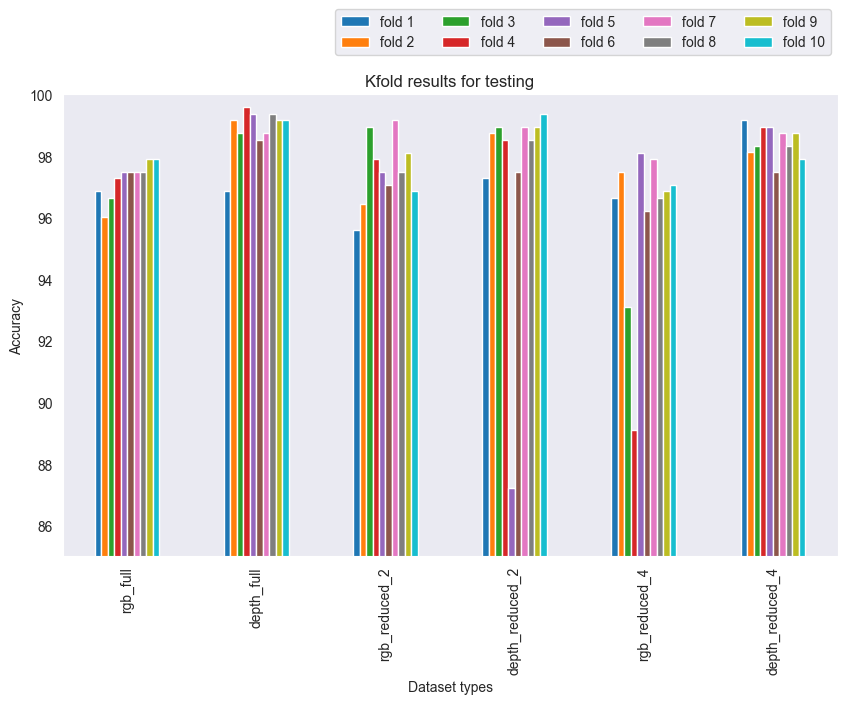 fold 1 fold 3 fold 5 fold 7 fold 9
fold 2 fold 4 fold 6 fold 8 fold 10
Kfold results for testing
100
98
96
94
92
90
88
86
Accuracy
rgb_full
depth_full
rgb_reduced_2
depth_reduced_2
rgb_reduced_4
depth_reduced_4
Dataset types